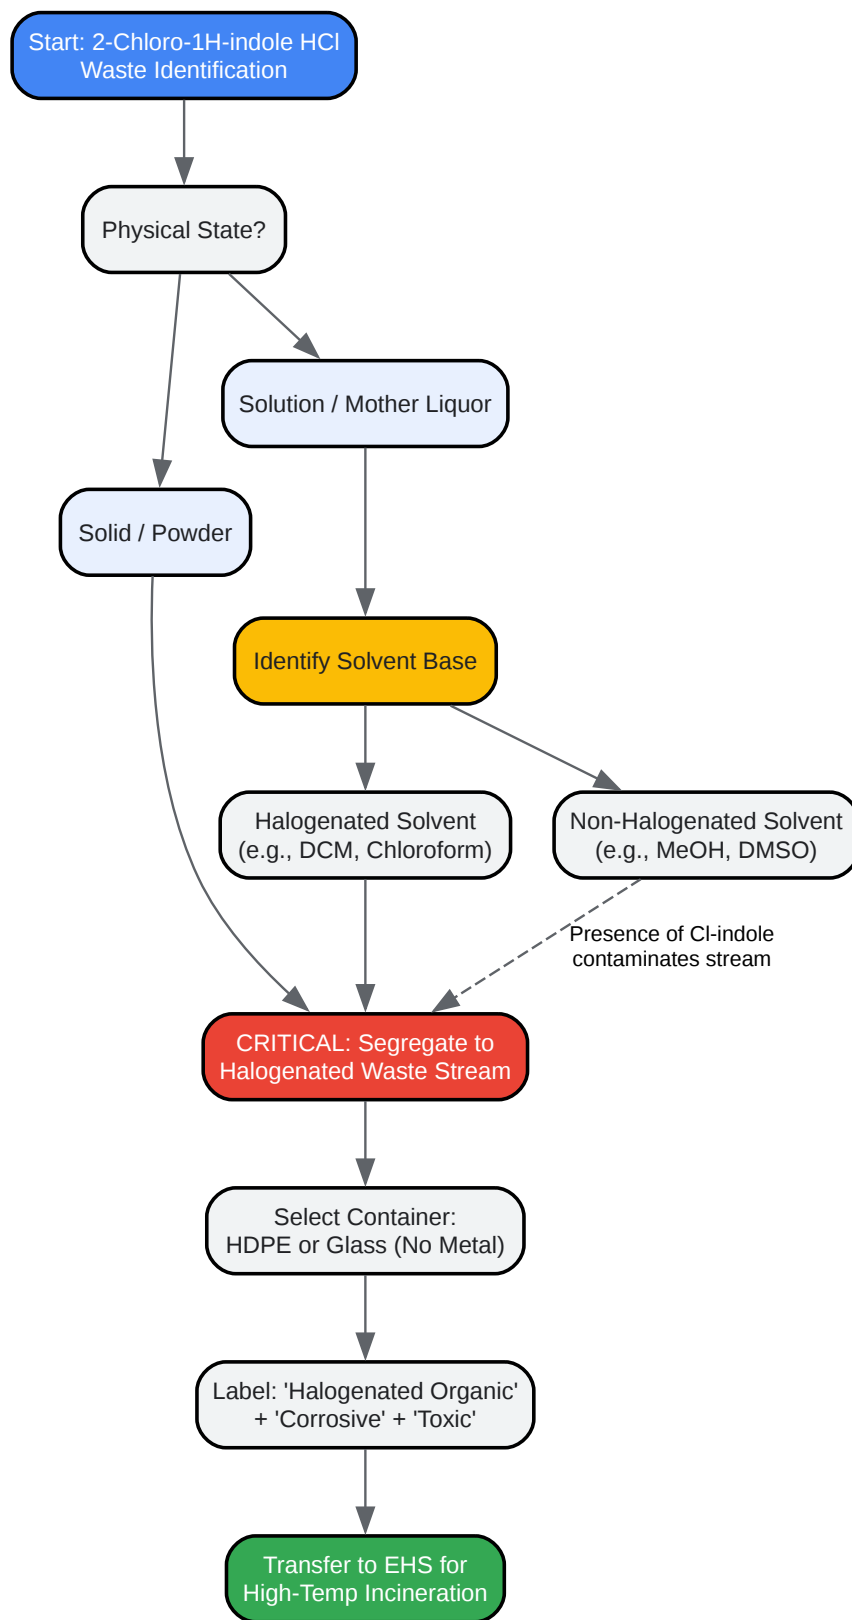 Start: 2-Chloro-1H-indole HCl
Waste Identification
Physical State?
Solution / Mother Liquor
Solid / Powder
Identify Solvent Base
Halogenated Solvent
(e.g., DCM, Chloroform)
Non-Halogenated Solvent
(e.g., MeOH, DMSO)
Presence of Cl-indole
contaminates stream
CRITICAL: Segregate to
Halogenated Waste Stream
Select Container:
HDPE or Glass (No Metal)
Label: 'Halogenated Organic'
+ 'Corrosive' + 'Toxic'
Transfer to EHS for
High-Temp Incineration